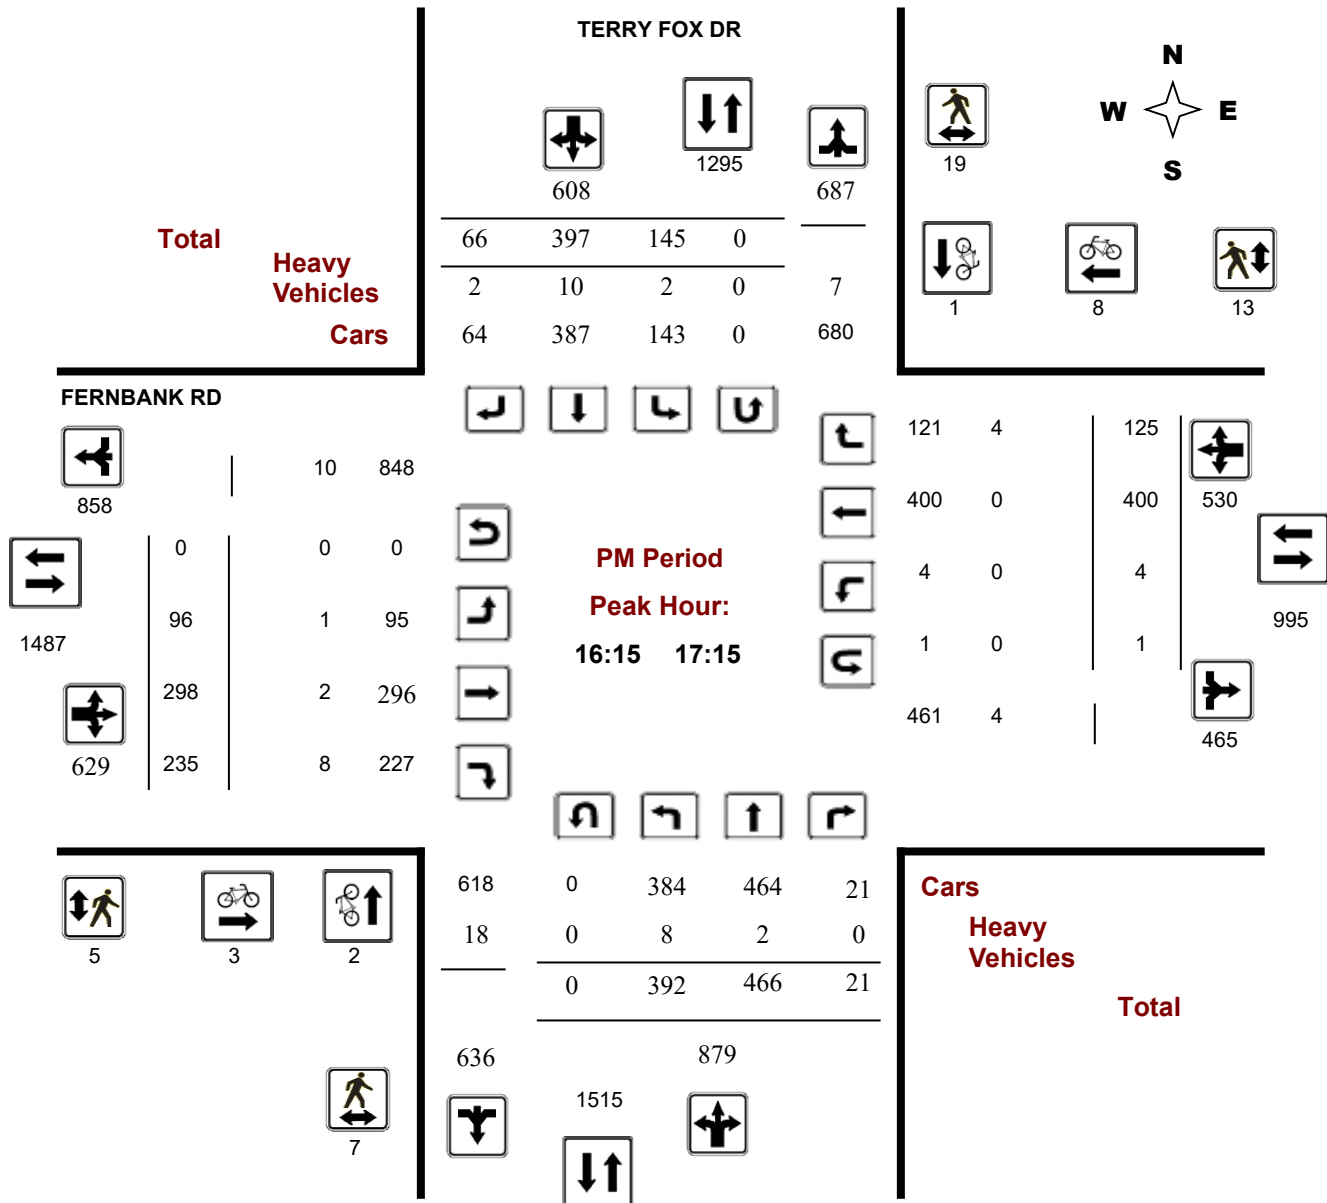 TERRY FOX DR
N
W E
S
1295
19
608
687
Total
66 397 145 0
Heavy
Vehicles
2 10 2 0 7
1 8 13
Cars
64 387 143 0 680
FERNBANK RD
121 4 125
10 848
858
400 0 400 530
0 0 0
PM Period
4 0 4
96 1 95
Peak Hour:
995
1487
16:15 17:15
1 0 1
298 2 296
461 4
465
629 235 8 227
618 0 384 464 21
Cars
18 0 8 2 0
Heavy
Vehicles
5 3 2
0 392 466 21
Total
636 879
1515
7